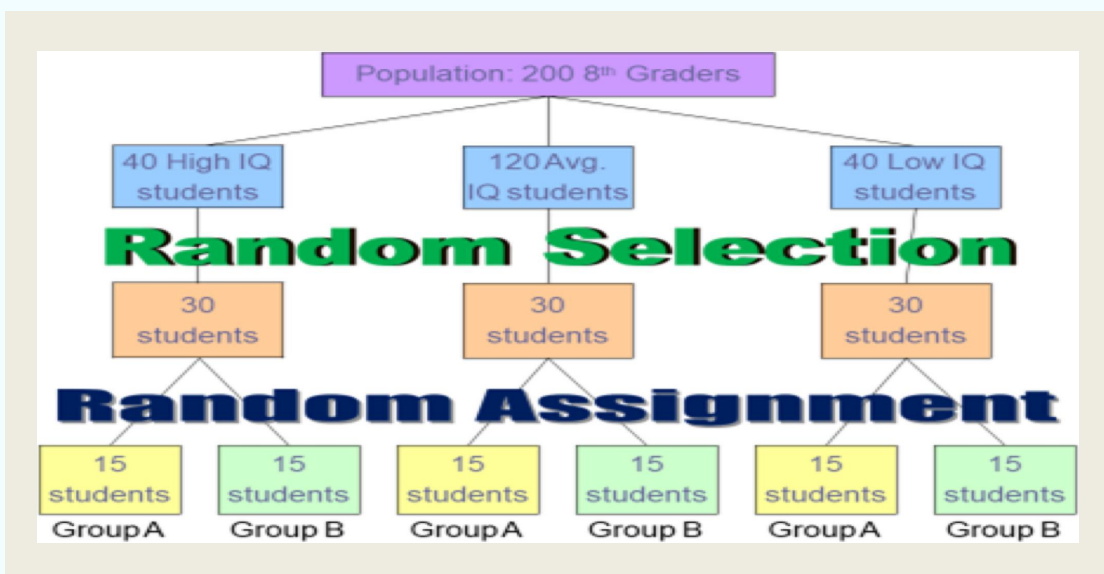 Population: 200 8th Graders
40 High IQ
students
120 Avg.
IQ students
40 Low IQ
students
Random Selection
30
students
30
students
30
students
Random Assignment
15
students
15
students
15
students
15
students
15
students
15
students
Group A
Group B
Group A
Group B
Group A
Group B